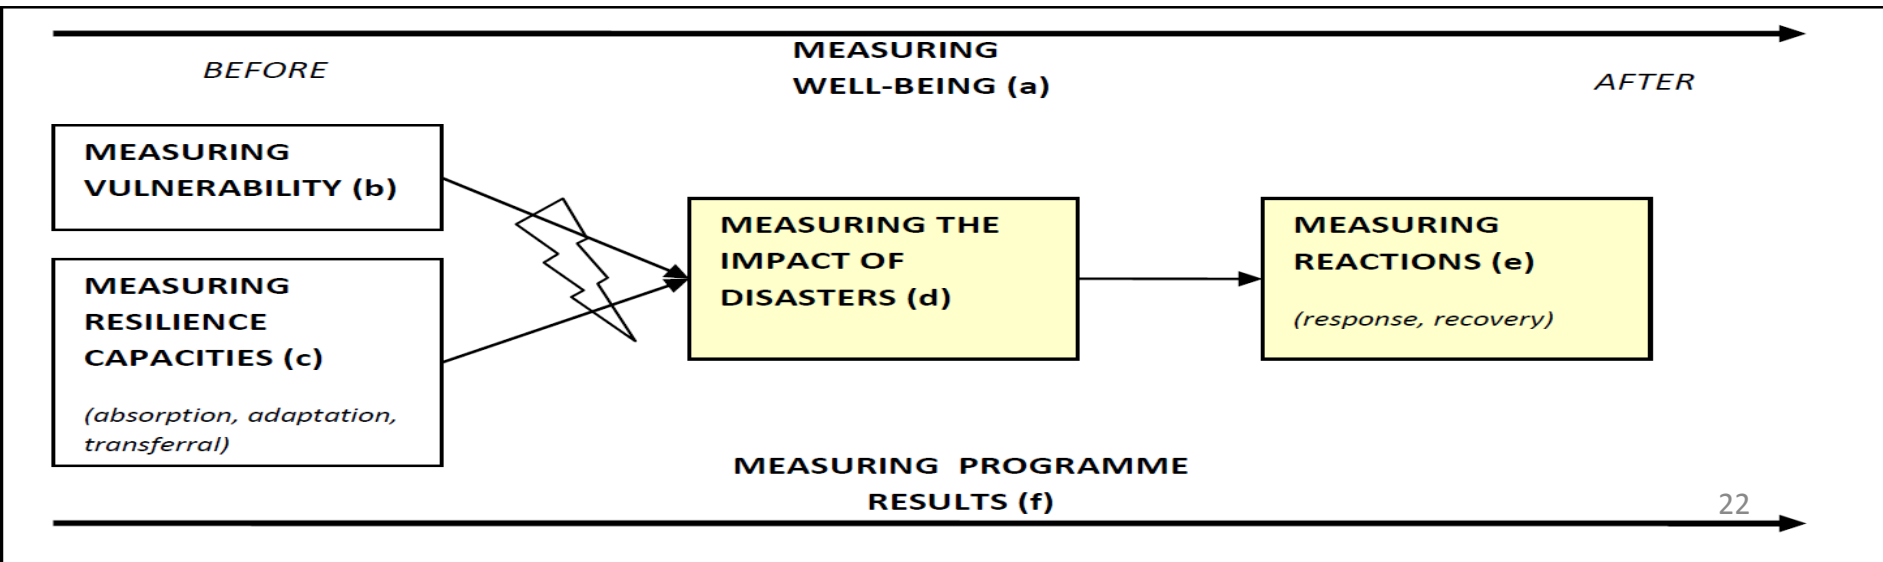 MEASURING
WELL-BEING (a)
BEFORE
AFTER
MEASURING
VULNERABILITY (b)
MEASURING
RESILIENCE
CAPACITIES (c)
(absorption, adaptation,
transferral)
MEASURING THE
IMPACT OF
DISASTERS (d)
MEASURING
REACTIONS (e)
(response, recovery)
MEASURING PROGRAMME
RESULTS (f)
22